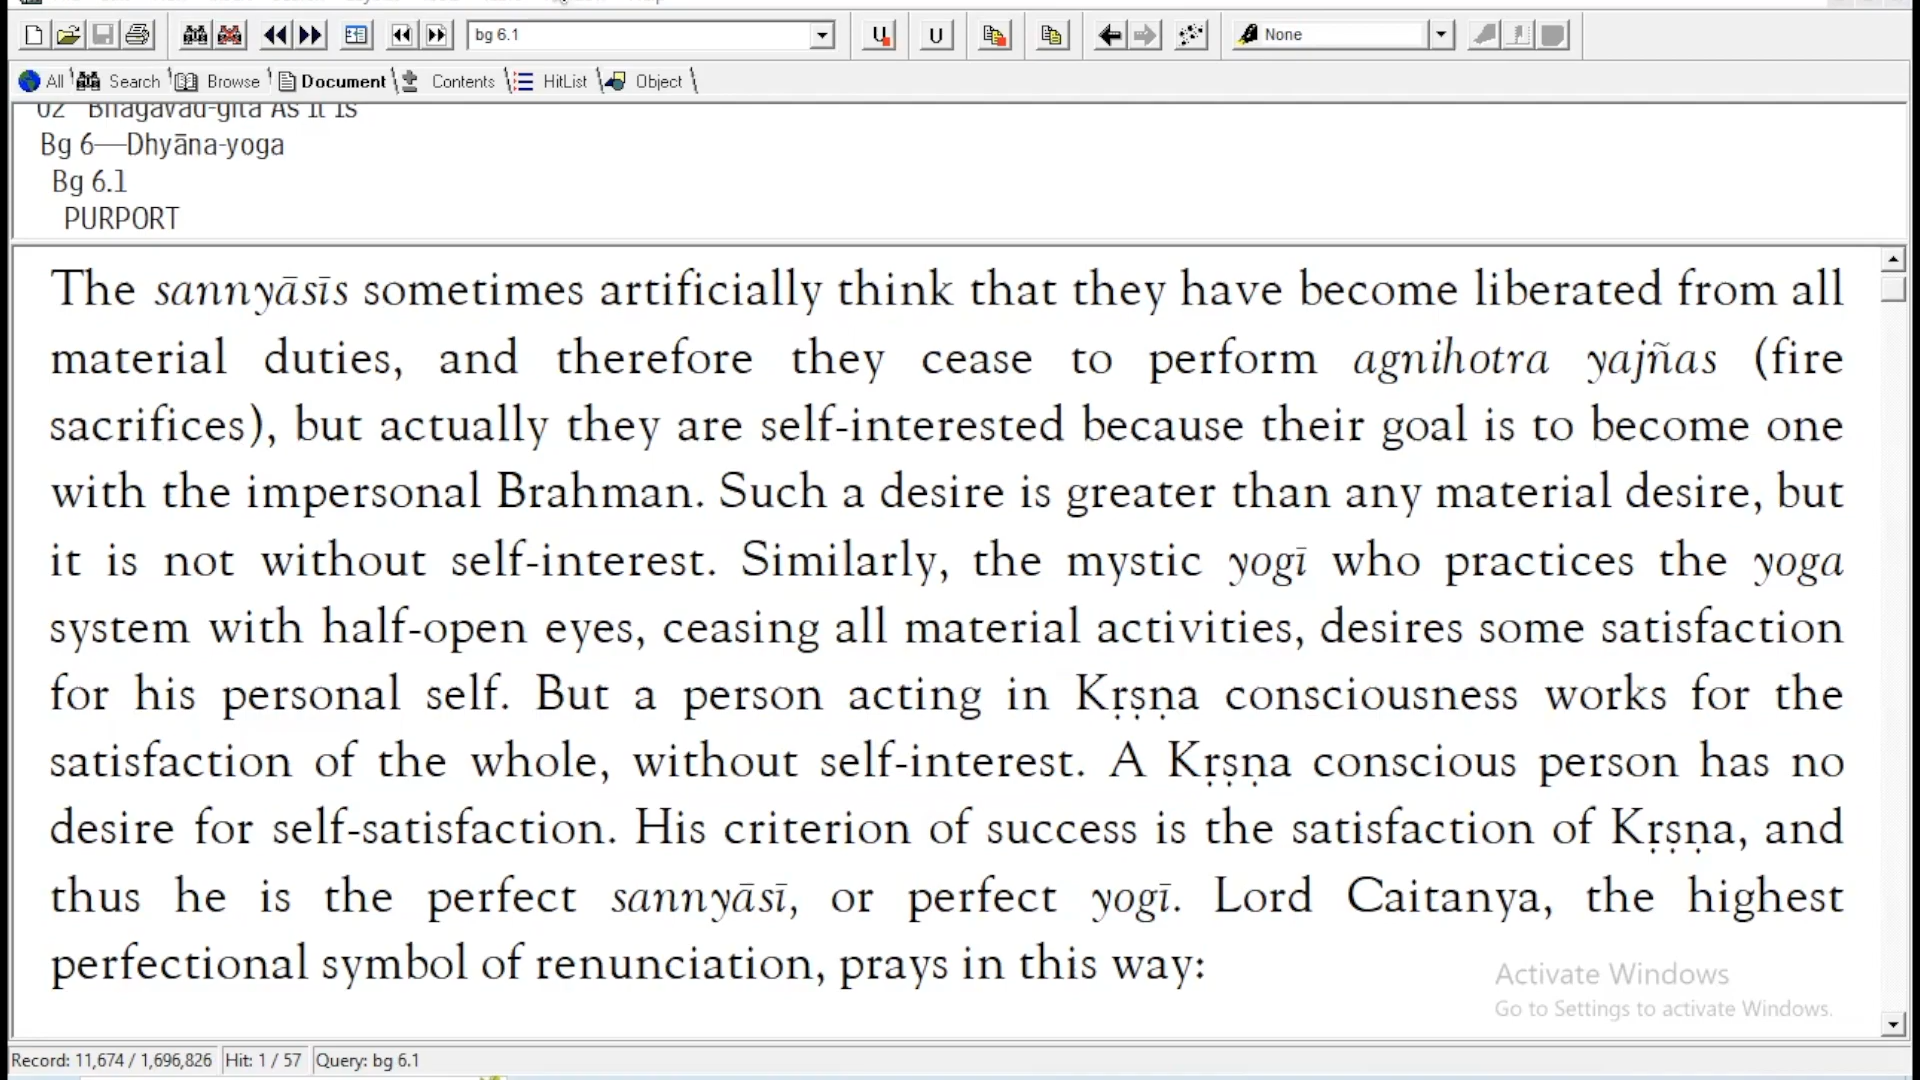 bg 6.1
None
All Search Browse Document Contents HitList Object
02 Bhagavad-gītā As It Is
Bg 6—Dhyāna-yoga
Bg 6.1
PURPORT
The sannyāsīs sometimes artificially think that they have become liberated from all
material duties, and therefore they cease to perform agnihotra yajñas (fire
sacrifices), but actually they are self-interested because their goal is to become one
with the impersonal Brahman. Such a desire is greater than any material desire, but
it is not without self-interest. Similarly, the mystic yogī who practices the yoga
system with half-open eyes, ceasing all material activities, desires some satisfaction
for his personal self. But a person acting in Kṛṣṇa consciousness works for the
satisfaction of the whole, without self-interest. A Kṛṣṇa conscious person has no
desire for self-satisfaction. His criterion of success is the satisfaction of Kṛṣṇa, and
thus he is the perfect sannyāsī, or perfect yogī. Lord Caitanya, the highest
perfectional symbol of renunciation, prays in this way:
Activate Windows
Go to Settings to activate Windows.
Record: 11,674 / 1,696,826 Hit: 1 / 57 Query: bg 6.1